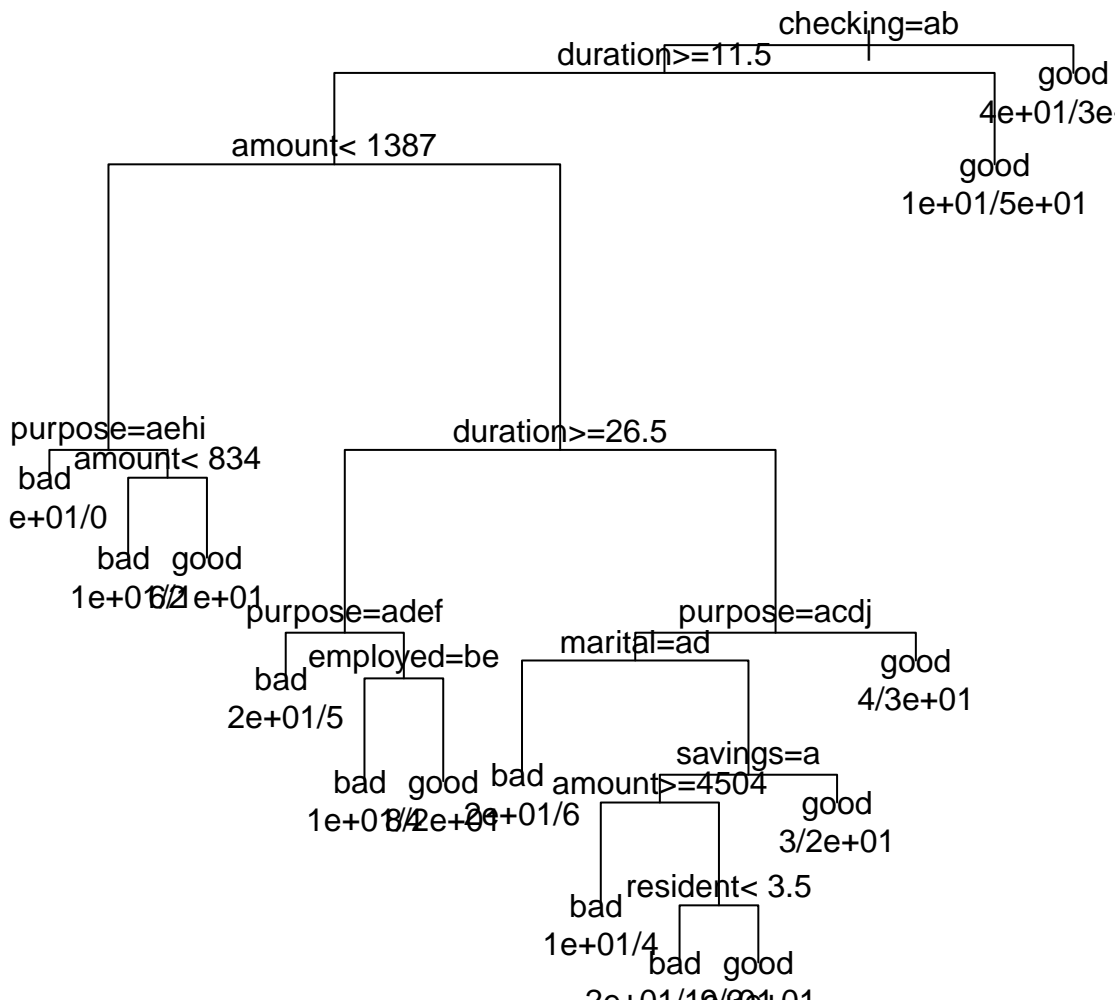 checking=ab
duration>=11.5
good
4e+01/3e-
amount< 1387
good
1e+01/5e+01
purpose=aehi
duration>=26.5
amount< 834
bad
e+01/0
bad good
purpose=adef
purpose=acdj
marital=ad
employed=be
good
bad
4/3e+01
2e+01/5
savings=a
bad good bad
amount>=4504
good
3/2e+01
resident< 3.5
bad
1e+01/4
bad good